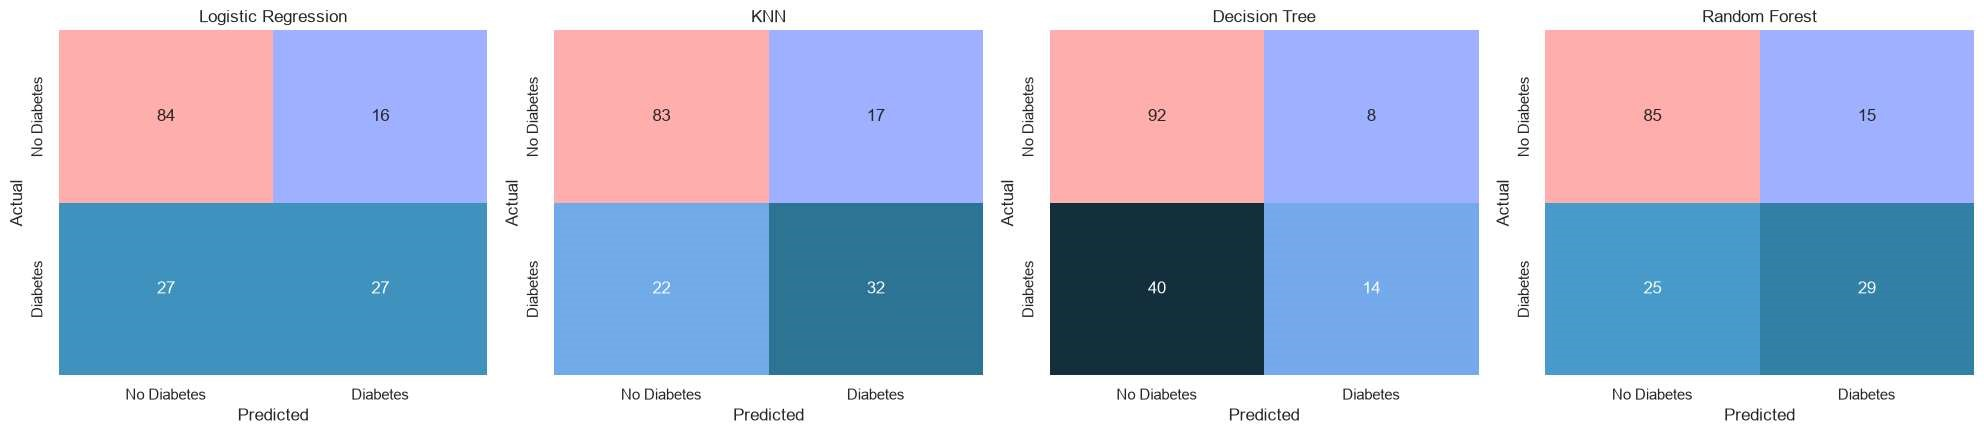 Logistic Regression
No Diabetes
Diabetes
Actual
84 16
27 27
No Diabetes Diabetes
Predicted
KNN
No Diabetes
Diabetes
Actual
83 17
22 32
No Diabetes Diabetes
Predicted
Decision Tree
No Diabetes
Diabetes
Actual
92 8
40 14
No Diabetes Diabetes
Predicted
Random Forest
No Diabetes
Diabetes
Actual
85 15
25 29
No Diabetes Diabetes
Predicted